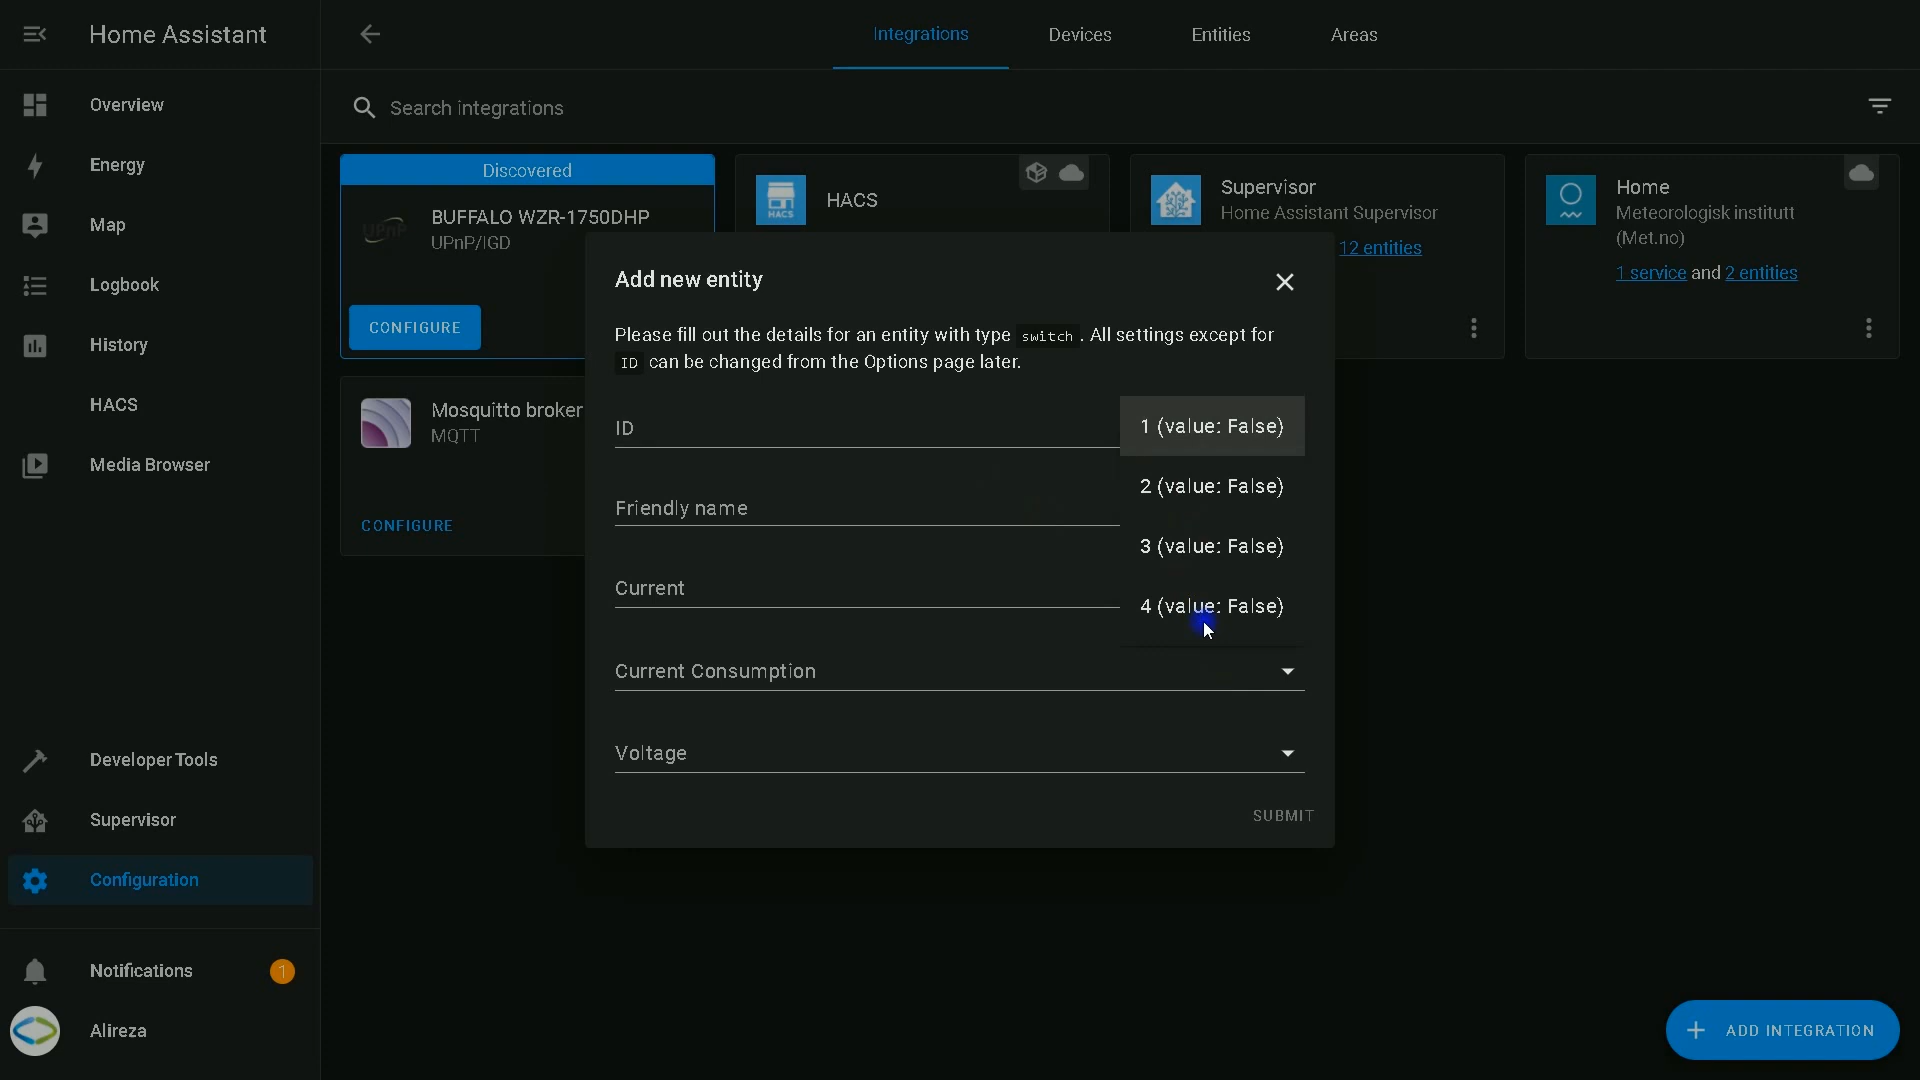 Home Assistant
Integrations
Devices
Entities
Areas
Overview
Energy
Map
Logbook
History
HACS
Media Browser
Developer Tools
Supervisor
Configuration
Notifications
1
Alireza
Search integrations
Discovered
UPnP
BUFFALO WZR-1750DHP
UPnP/IGD
CONFIGURE
HACS
HACS
Supervisor
Home Assistant Supervisor
12 entities
Home
Meteorologisk institutt
(Met.no)
1 service and 2 entities
Mosquitto broker
MQTT
CONFIGURE
Add new entity
Please fill out the details for an entity with type switch . All settings except for
ID can be changed from the Options page later.
ID
1 (value: False)
2 (value: False)
Friendly name
3 (value: False)
Current
4 (value: False)
Current Consumption
Voltage
SUBMIT
ADD INTEGRATION